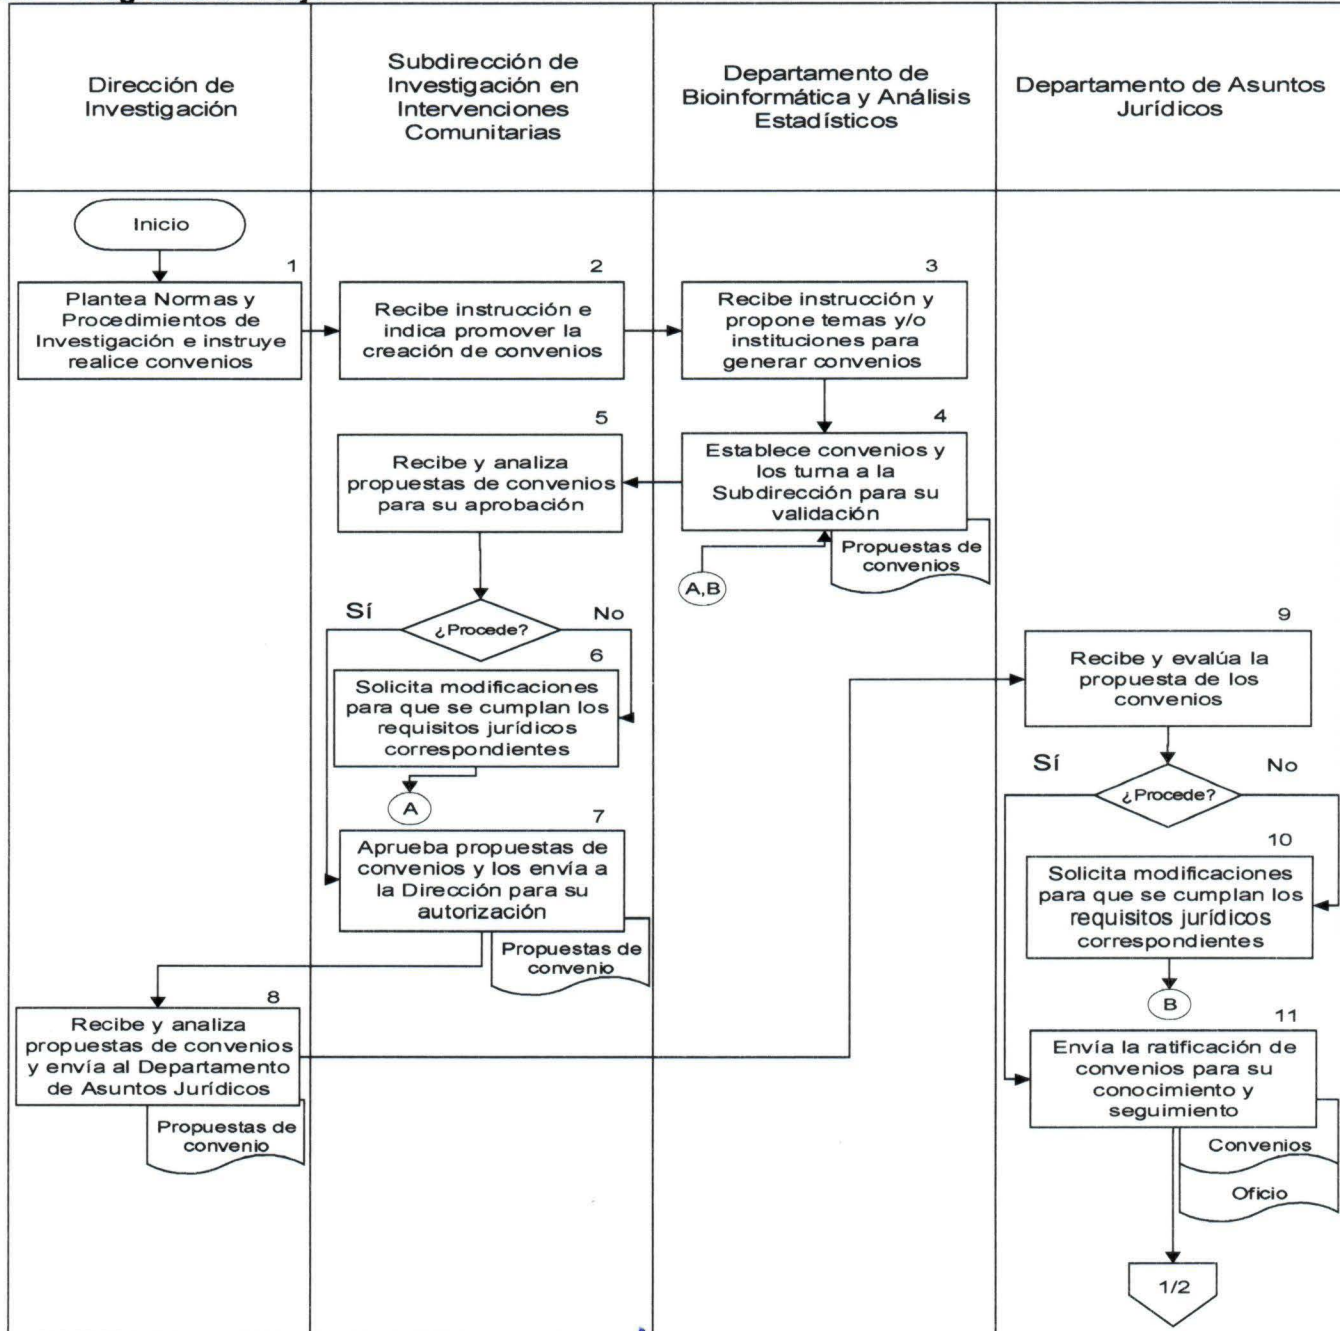 Dirección de
Investigación
Subdirección de
Investigación en
Intervenciones
Comunitarias
Departamento de
Bioinformática y Análisis
Estadísticos
Departamento de Asuntos
Jurídicos
Inicio
1
Plantea Normas y
Procedimientos de
Investigación e instruye
realice convenios
2
Recibe instrucción e
indica promover la
creación de convenios
3
Recibe instrucción y
propone temas y/o
instituciones para
generar convenios
4
Establece convenios y
los turna a la
Subdirección para su
validación
Propuestas de
convenios
A,B
5
Recibe y analiza
propuestas de convenios
para su aprobación
Sí
¿Procede?
No
6
Solicita modificaciones
para que se cumplan los
requisitos jurídicos
correspondientes
A
7
Aprueba propuestas de
convenios y los envía a
la Dirección para su
autorización
Propuestas de
convenio
8
Recibe y analiza
propuestas de convenios
y envía al Departamento
de Asuntos Jurídicos
Propuestas de
convenio
9
Recibe y evalúa la
propuesta de los
convenios
Sí
¿Procede?
No
10
Solicita modificaciones
para que se cumplan los
requisitos jurídicos
correspondientes
B
11
Envía la ratificación de
convenios para su
conocimiento y
seguimiento
Convenios
Oficio
1/2